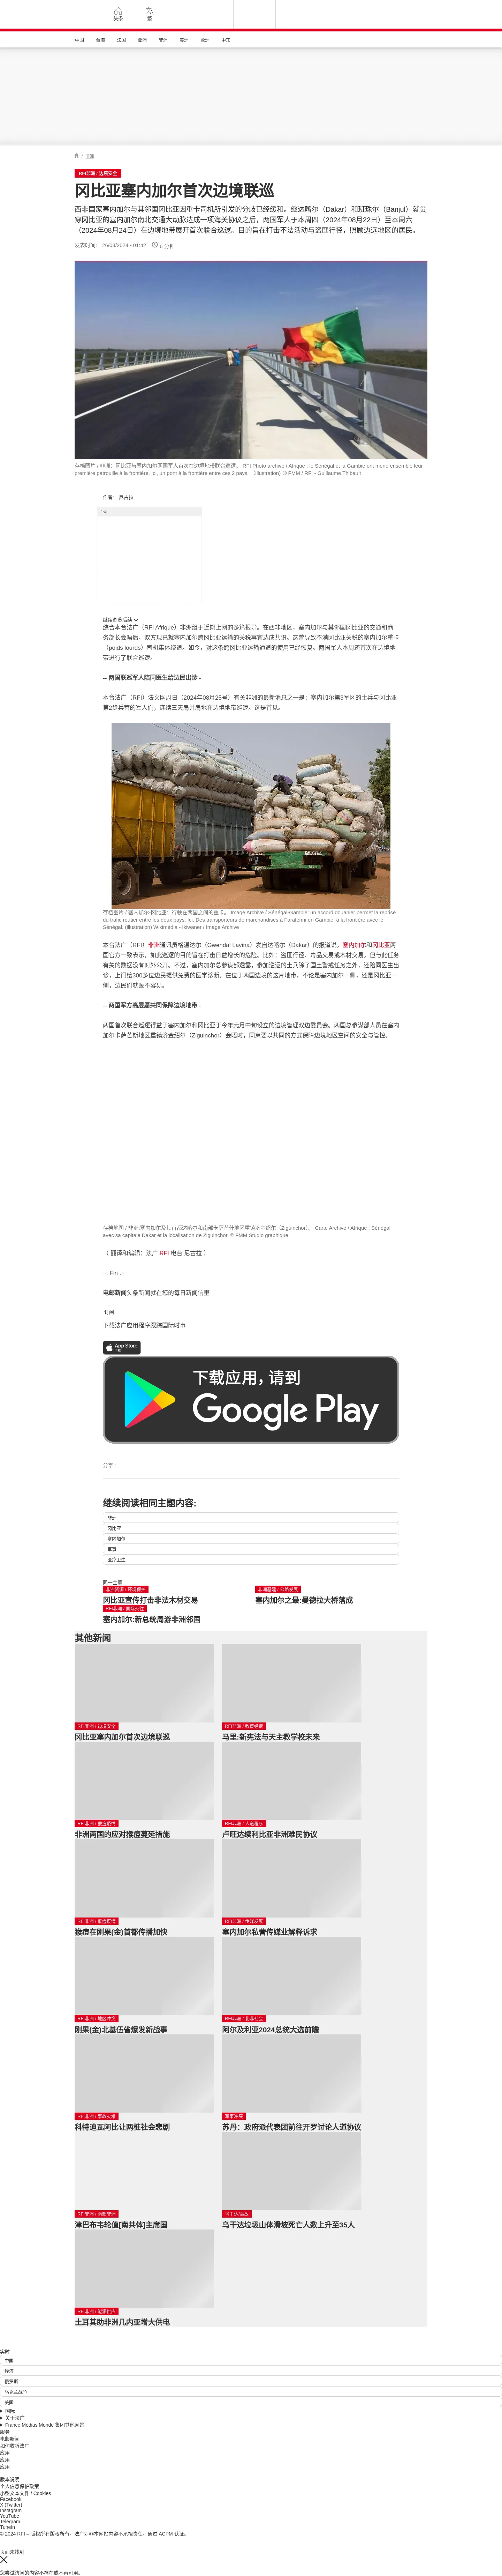 头条
繁
中国
台海
法国
亚洲
非洲
美洲
欧洲
中东
/ 非洲
RFI非洲 / 边境安全
冈比亚塞内加尔首次边境联巡
西非国家塞内加尔与其邻国冈比亚因重卡司机所引发的分歧已经缓和。继达喀尔（Dakar）和班珠尔（Banjul）就贯
穿冈比亚的塞内加尔南北交通大动脉达成一项海关协议之后，两国军人于本周四（2024年08月22日）至本周六
（2024年08月24日）在边境地带展开首次联合巡逻。目的旨在打击不法活动与盗匪行径，照顾边远地区的居民。
发表时间： 26/08/2024 - 01:42
6 分钟
存档图片 / 非洲：冈比亚与塞内加尔两国军人首次在边境地带联合巡逻。 RFI Photo archive / Afrique : le Sénégal et la Gambie ont mené ensemble leur
première patrouille à la frontière. Ici, un pont à la frontière entre ces 2 pays. （Illustration) © FMM / RFI - Guillaume Thibault
作者： 尼古拉
广告
继续浏览后续
综合本台法广（RFI Afrique）非洲组于近期上网的多篇报导。在西非地区，塞内加尔与其邻国冈比亚的交通和商
务部长会晤后，双方现已就塞内加尔跨冈比亚运输的关税事宜达成共识。这曾导致不满冈比亚关税的塞内加尔重卡
（poids lourds）司机集体绕道。如今，对这条跨冈比亚运输通道的使用已经恢复。两国军人本周还首次在边境地
带进行了联合巡逻。
-- 两国联巡军人陪同医生给边民出诊 -
本台法广（RFI）法文网周日（2024年08月25号）有关非洲的最新消息之一是：塞内加尔第3军区的士兵与冈比亚
第2步兵营的军人们，连续三天肩并肩地在边境地带巡逻。这是首见。
存档图片 / 塞内加尔-冈比亚：行驶在两国之间的重卡。 Image Archive / Sénégal-Gambie: un accord douanier permet la reprise
du trafic routier entre les deux pays. Ici, Des transporteurs de marchandises à Farafenni en Gambie, à la frontière avec le
Sénégal. (Illustration) Wikimédia - Ikiwaner / Image Archive
本台法广（RFI）非洲通讯员格温达尔（Gwendal Lavina）发自达喀尔（Dakar）的报道说，塞内加尔和冈比亚两
国官方一致表示，如此巡逻的目的旨在打击日益增长的危险。比如：盗匪行径、毒品交易或木材交易。但与此任务有
关的数据没有对外公开。不过，塞内加尔总参谋部透露，参加巡逻的士兵除了国土警戒任务之外，还陪同医生出
诊，上门给300多位边民提供免费的医学诊断。在位于两国边境的这片地带，不论是塞内加尔一侧，还是冈比亚一
侧，边民们就医不容易。
-- 两国军方高层愿共同保障边境地带 -
两国首次联合巡逻得益于塞内加尔和冈比亚于今年元月中旬设立的边境管理双边委员会。两国总参谋部人员在塞内
加尔卡萨芒斯地区重镇济金绍尔（Ziguinchor）会晤时，同意要以共同的方式保障边境地区空间的安全与管控。
存档地图 / 非洲:塞内加尔及其首都达喀尔和南部卡萨芒什地区重镇济金绍尔（Ziguinchor）。 Carte Archive / Afrique : Sénégal
avec sa capitale Dakar et la localisation de Ziguinchor. © FMM Studio graphique
（ 翻译和编辑：法广 RFI 电台 尼古拉 ）
~. Fin .~
电邮新闻头条新闻就在您的每日新闻信里
订阅
下载法广应用程序跟踪国际时事
App Store
下载
下载应用，请到
Google Play
分享 :
继续阅读相同主题内容:
非洲
冈比亚
塞内加尔
军事
医疗卫生
同一主题
非洲资源 / 环境保护
冈比亚宣传打击非法木材交易
非洲基建 / 公路发展
塞内加尔之最:曼德拉大桥落成
RFI非洲 / 国际交往
塞内加尔:新总统周游非洲邻国
其他新闻
RFI非洲 / 边境安全
冈比亚塞内加尔首次边境联巡
RFI非洲 / 教育经费
马里:新宪法与天主教学校未来
RFI非洲 / 猴痘疫情
非洲两国的应对猴痘蔓延措施
RFI非洲 / 人道程序
卢旺达续利比亚非洲难民协议
RFI非洲 / 猴痘疫情
猴痘在刚果(金)首都传播加快
RFI非洲 / 传媒发展
塞内加尔私营传媒业解释诉求
RFI非洲 / 地区冲突
刚果(金)北基伍省爆发新战事
RFI非洲 / 北非社会
阿尔及利亚2024总统大选前瞻
RFI非洲 / 事故灾难
科特迪瓦阿比让两桩社会悲剧
军事冲突
苏丹：政府派代表团前往开罗讨论人道协议
RFI非洲 / 南部非洲
津巴布韦轮值[南共体]主席国
乌干达/事故
乌干达垃圾山体滑坡死亡人数上升至35人
RFI非洲 / 能源供应
土耳其助非洲几内亚增大供电
实时
中国
经济
俄罗斯
乌克兰战争
美国
国际
关于法广
France Médias Monde 集团其他网站
服务
电邮新闻
如何收听法广
应用
应用
应用
版本说明
个人信息保护政策
小型文本文件 / Cookies
Facebook
X (Twitter)
Instagram
YouTube
Telegram
TuneIn
© 2024 RFI – 版权所有版权所有。法广对非本网站内容不承担责任。通过 ACPM 认证。
页面未找到
您尝试访问的内容不存在或不再可用。